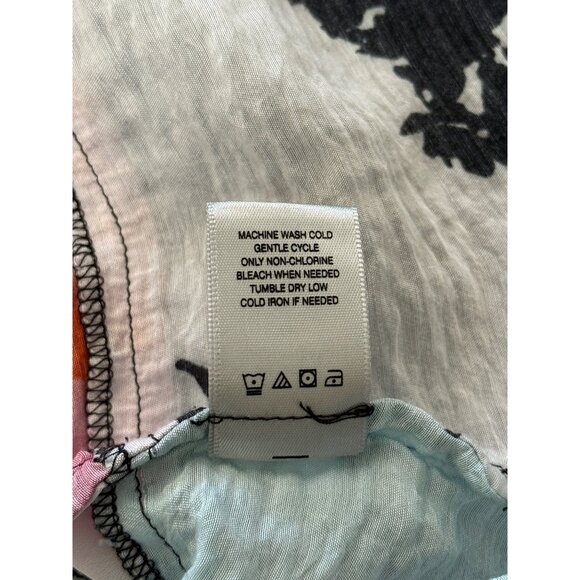 MACHINE WASH COLD
GENTLE CYCLE
ONLY NON-CHLORINE
BLEACH WHEN NEEDED
TUMBLE DRY LOW
COLD IRON IF NEEDED